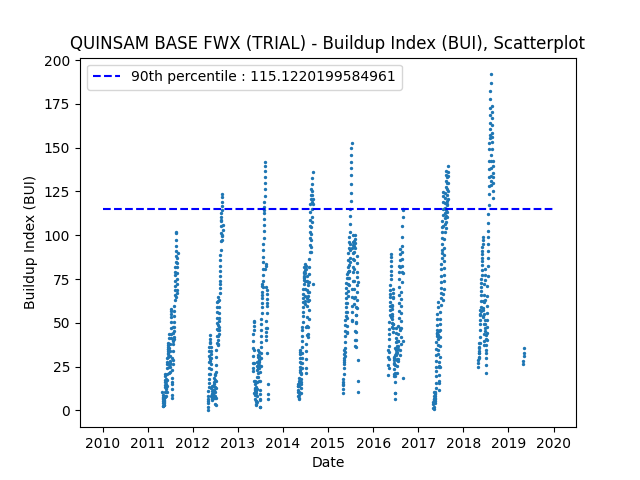 QUINSAM BASE FWX (TRIAL) - Buildup Index (BUI), Scatterplot
90th percentile : 115.1220199584961
200
175
150
125
100
75
50
25
0
Buildup Index (BUI)
2010 2011 2012 2013 2014 2015 2016 2017 2018 2019 2020
Date